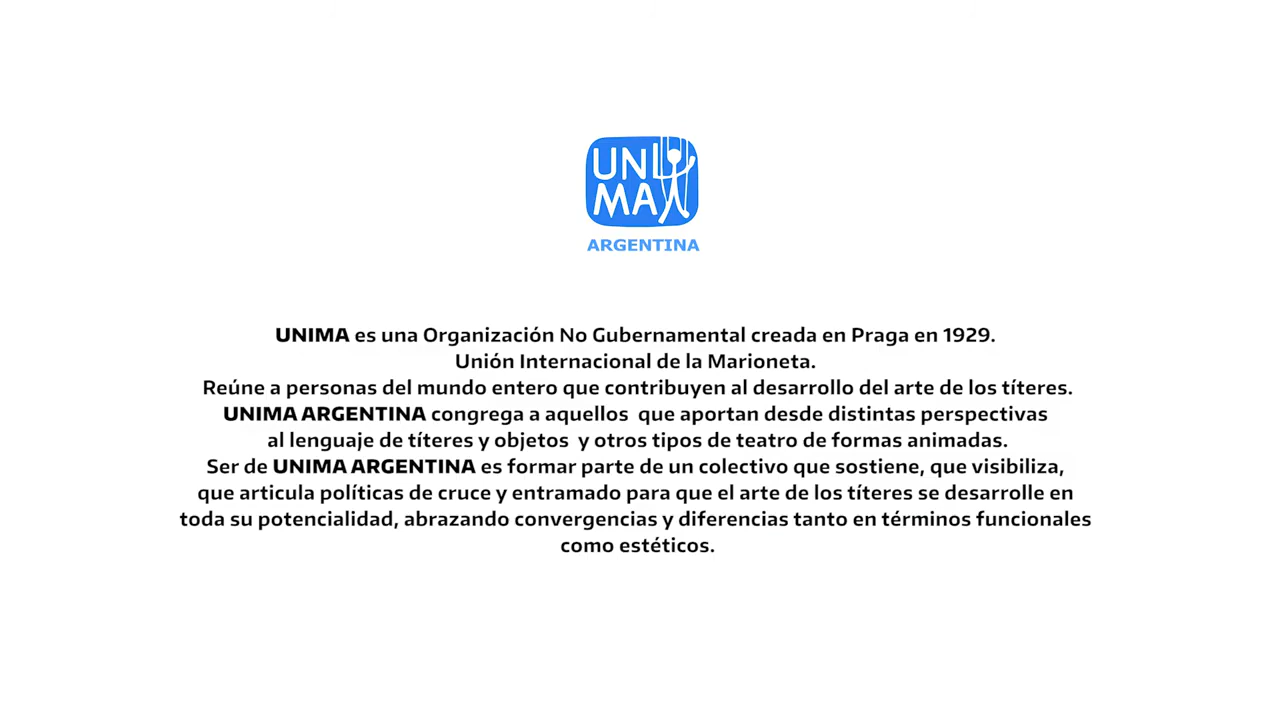 UNI
MA
ARGENTINA
UNIMA es una Organización No Gubernamental creada en Praga en 1929.
Unión Internacional de la Marioneta.
Reúne a personas del mundo entero que contribuyen al desarrollo del arte de los títeres.
UNIMA ARGENTINA congrega a aquellos  que aportan desde distintas perspectivas
al lenguaje de títeres y objetos  y otros tipos de teatro de formas animadas.
Ser de UNIMA ARGENTINA es formar parte de un colectivo que sostiene, que visibiliza,
que articula políticas de cruce y entramado para que el arte de los títeres se desarrolle en
toda su potencialidad, abrazando convergencias y diferencias tanto en términos funcionales
como estéticos.